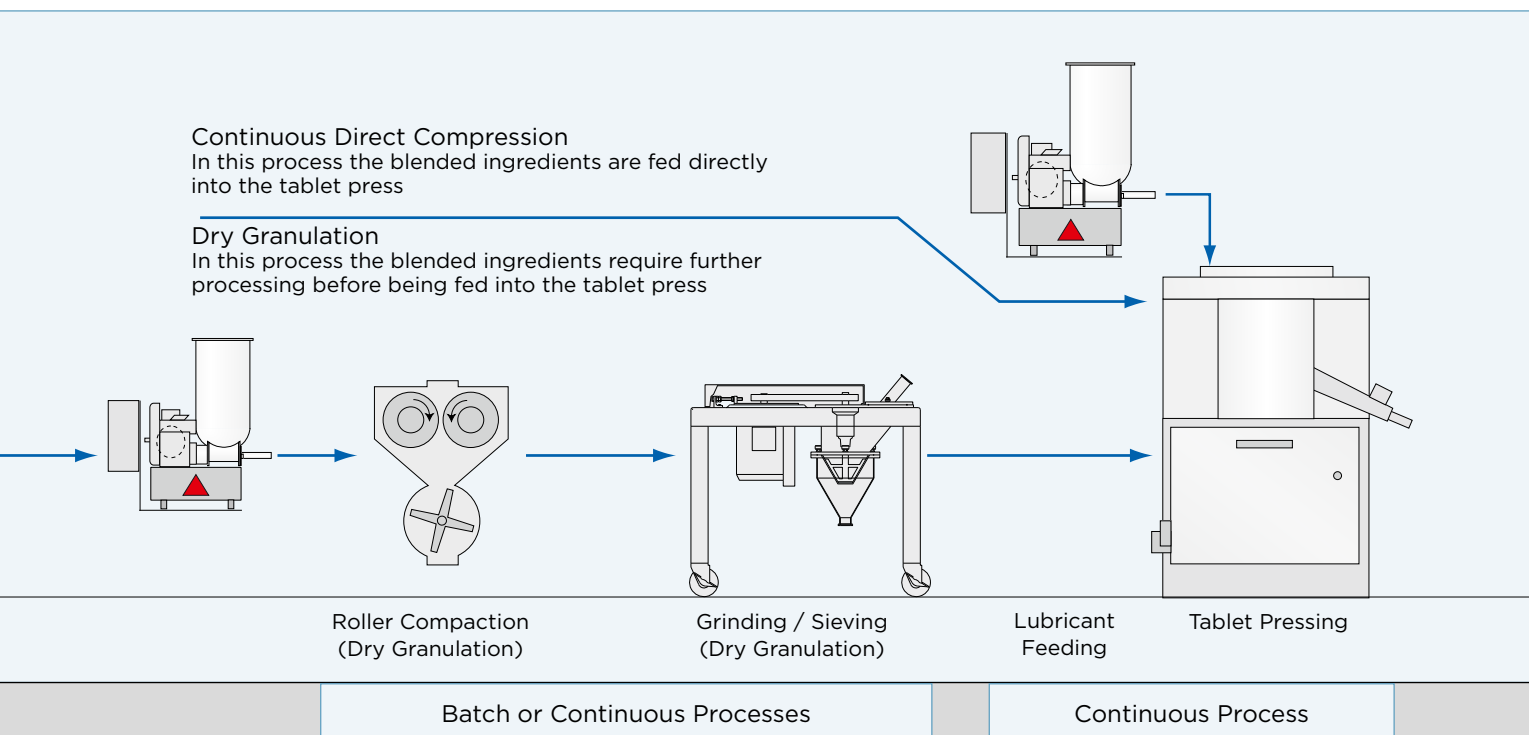 Continuous Direct Compression
In this process the blended ingredients are fed directly
into the tablet press
Dry Granulation
In this process the blended ingredients require further
processing before being fed into the tablet press
Roller Compaction
(Dry Granulation)
Grinding / Sieving
(Dry Granulation)
Lubricant
Feeding
Tablet Pressing
Batch or Continuous Processes
Continuous Process